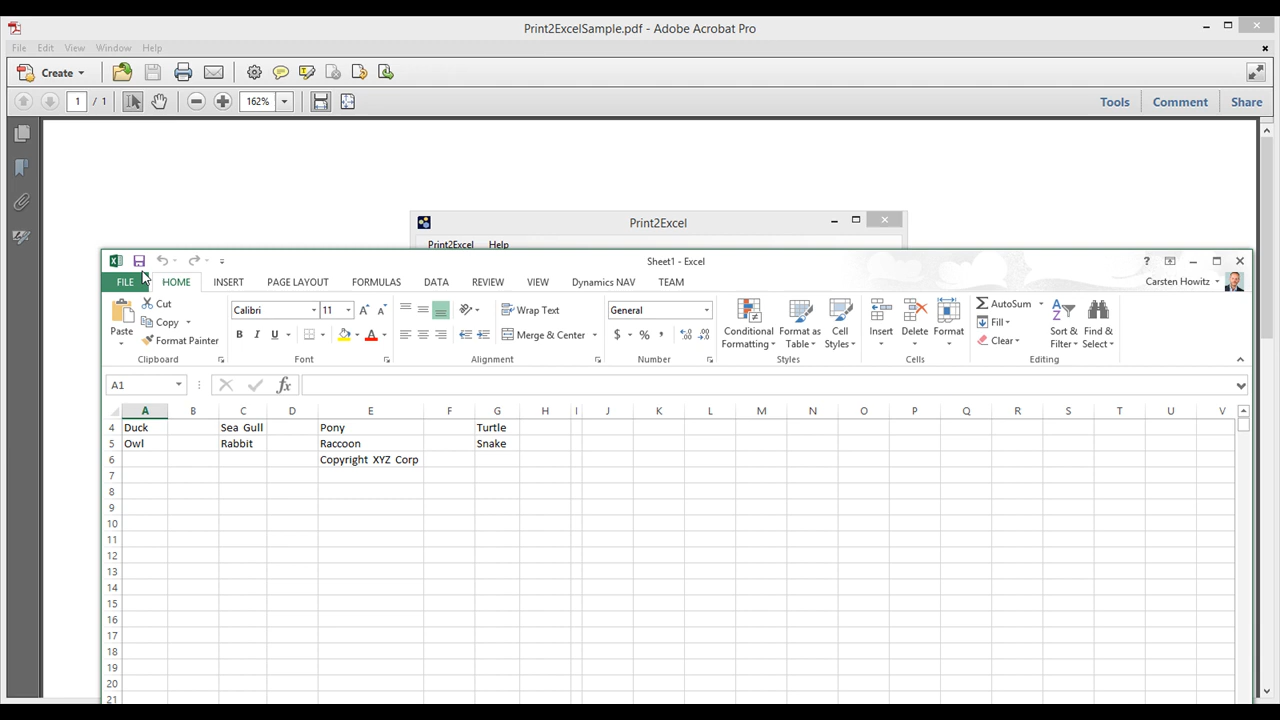 Print2ExcelSample.pdf - Adobe Acrobat Pro
File Edit View Window Help
Create
1 / 1 162% Tools Comment Share
Print2Excel
Print2Excel Help
Sheet1 - Excel
FILE HOME INSERT PAGE LAYOUT FORMULAS DATA REVIEW VIEW Dynamics NAV TEAM Carsten Howitz
Paste Cut Copy Format Painter
Calibri 11
B I U A
Wrap Text
Merge & Center
General
$ % ,
Conditional Formatting
Format as Table
Cell Styles
Insert Delete Format
AutoSum
Fill
Clear
Sort & Filter
Find & Select
Clipboard Font Alignment Number Styles Cells Editing
A1 fx
A B C D E F G H I J K L M N O P Q R S T U V
4 Duck Sea Gull Pony Turtle
5 Owl Rabbit Raccoon Snake
6 Copyright XYZ Corp
7
8
9
10
11
12
13
14
15
16
17
18
19
20
21